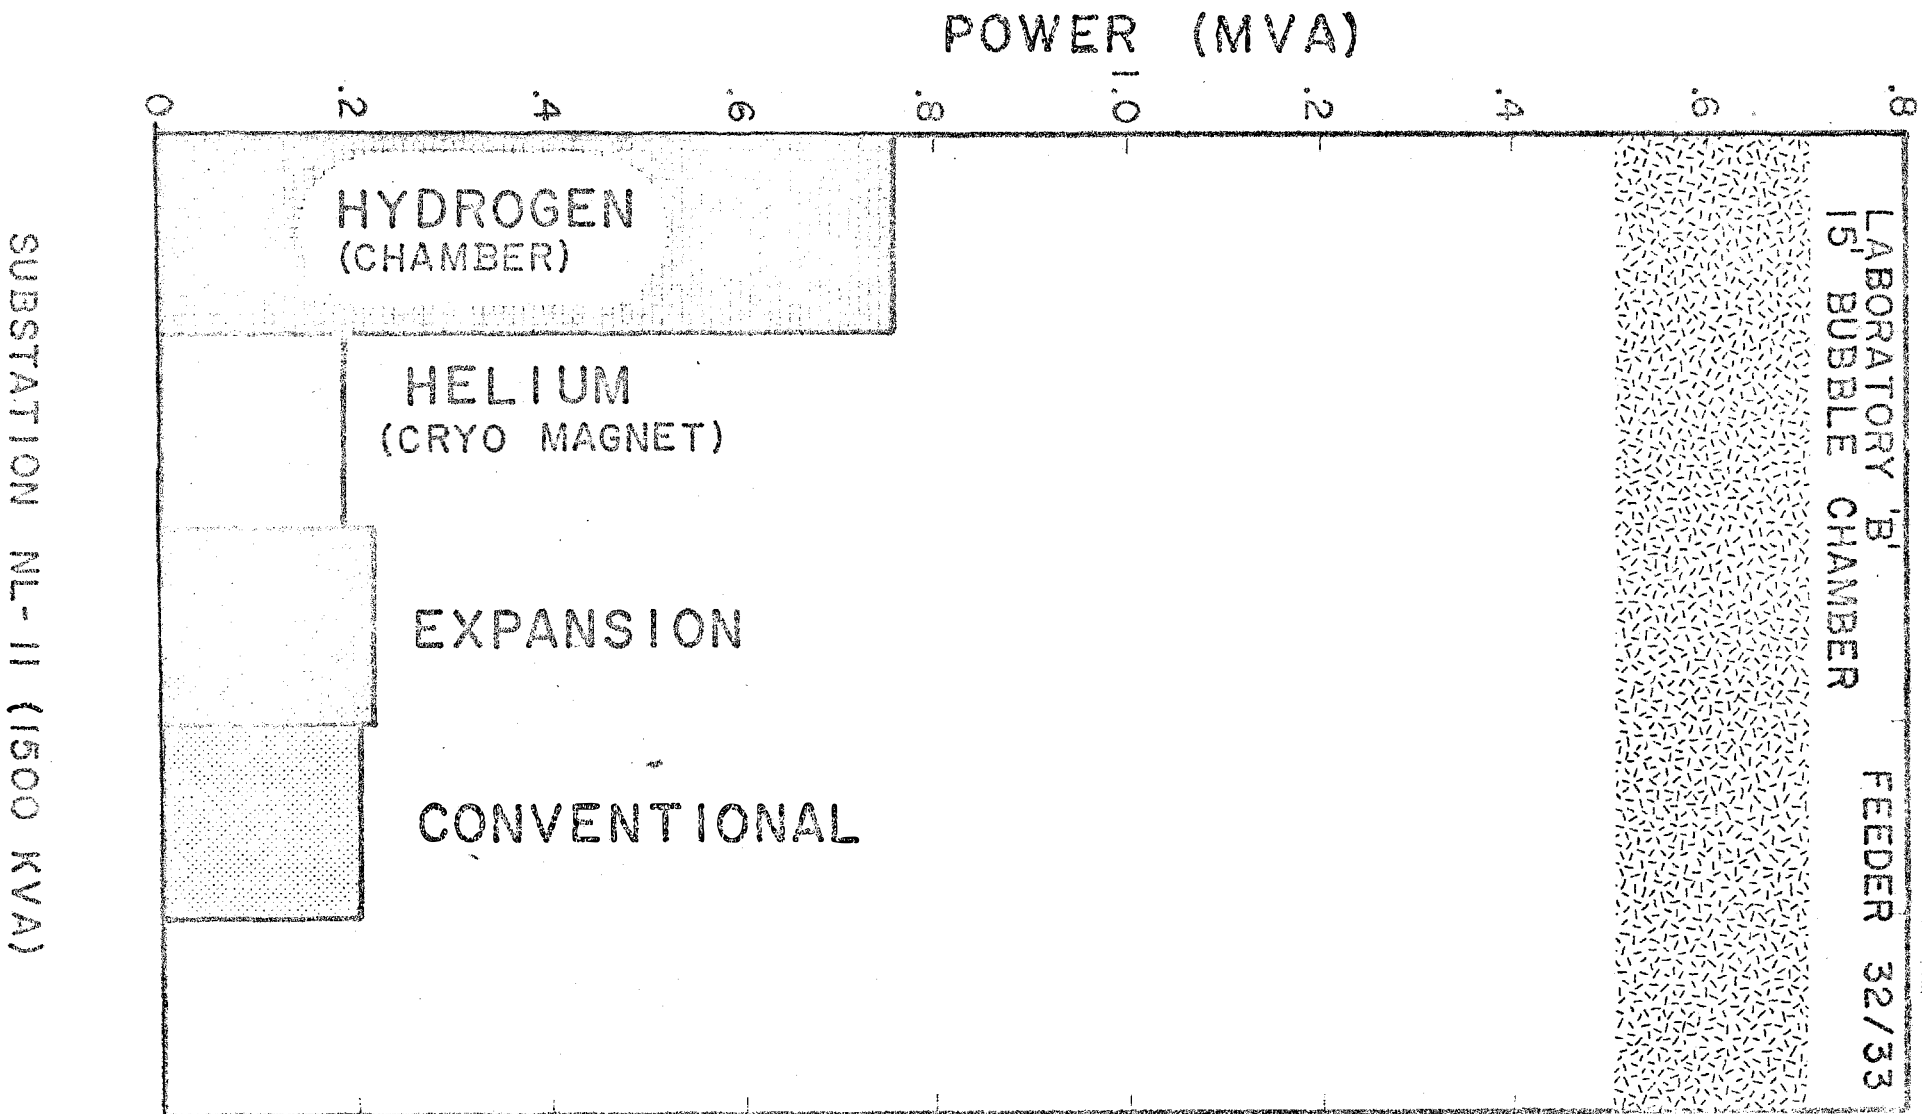 POWER (MVA)
0 .2 .4 .6 .8 1.0 .2 .4 .6 .8
LABORATORY 'B'
15' BUBBLE CHAMBER
FEEDER 32/33
HYDROGEN
(CHAMBER)
HELIUM
(CRYO MAGNET)
EXPANSION
CONVENTIONAL
SUBSTATION NL-11 (1500 KVA)